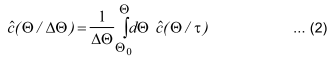 ĉ(Θ/ΔΘ) = 1/ΔΘ ∫_{Θ₀}^{Θ} dΘ ĉ(Θ/τ) ... (2)